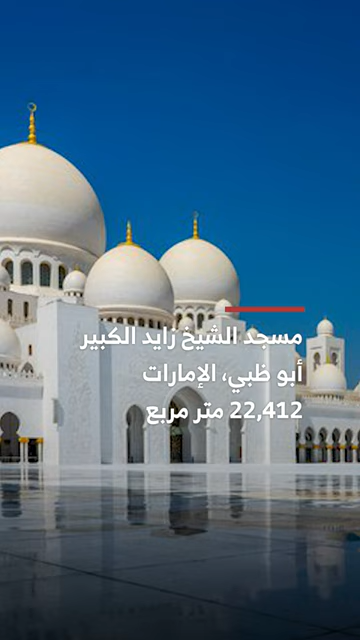 مسجد الشيخ زايد الكبير
أبو ظبي، الإمارات
22,412 متر مربع